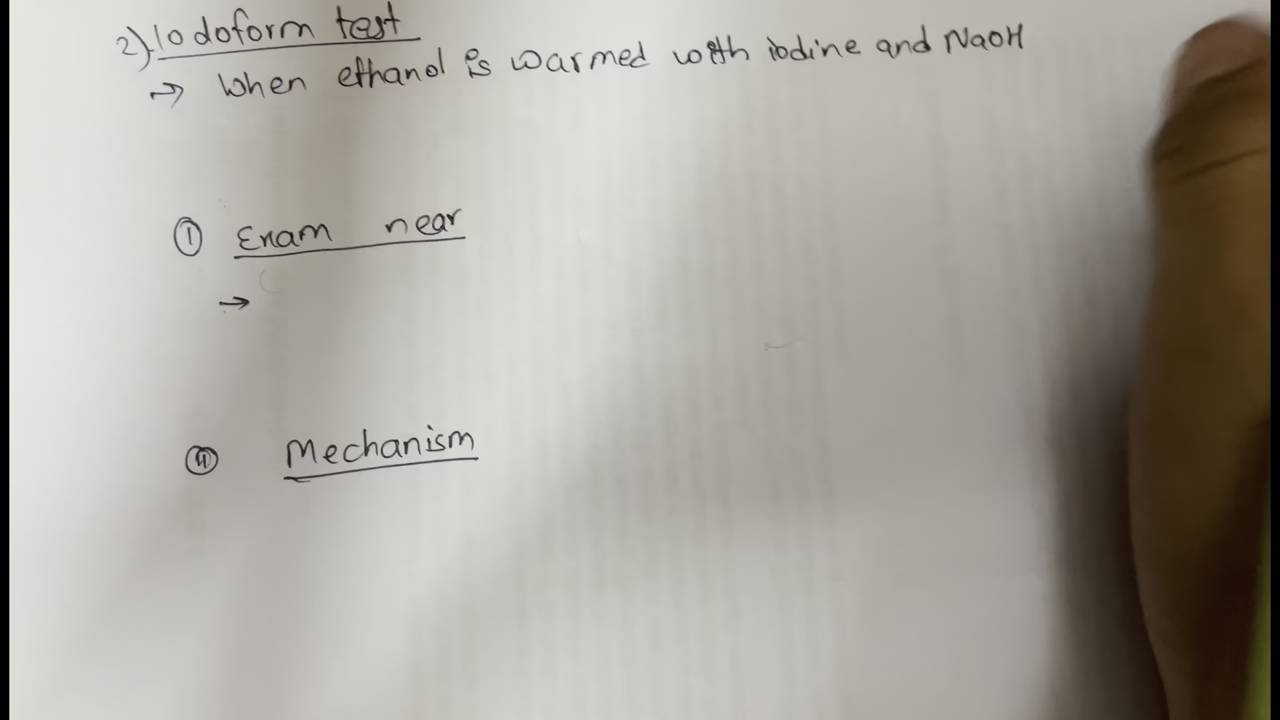 2) Iodoform test
→ When ethanol is warmed with iodine and NaOH
① Exam near
→
② Mechanism